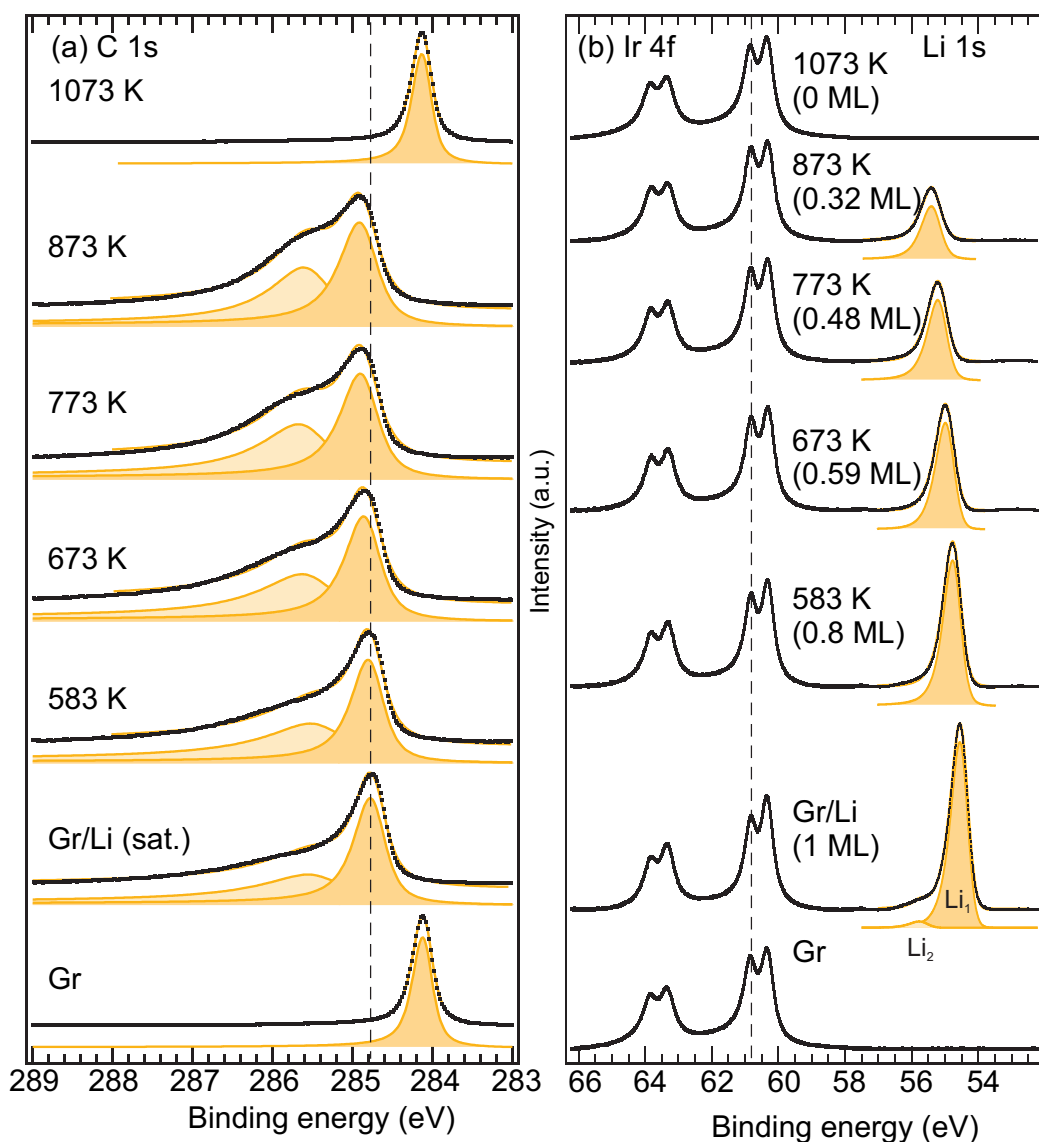 (a) C 1s
1073 K
873 K
773 K
673 K
583 K
Gr/Li (sat.)
Gr
289 288 287 286 285 284 283
Binding energy (eV)
Intensity (a.u.)
(b) Ir 4f
Li 1s
1073 K
(0 ML)
873 K
(0.32 ML)
773 K
(0.48 ML)
673 K
(0.59 ML)
583 K
(0.8 ML)
Gr/Li
(1 ML)
Li₁
Li₂
Gr
66 64 62 60 56 54
Binding energy (eV)